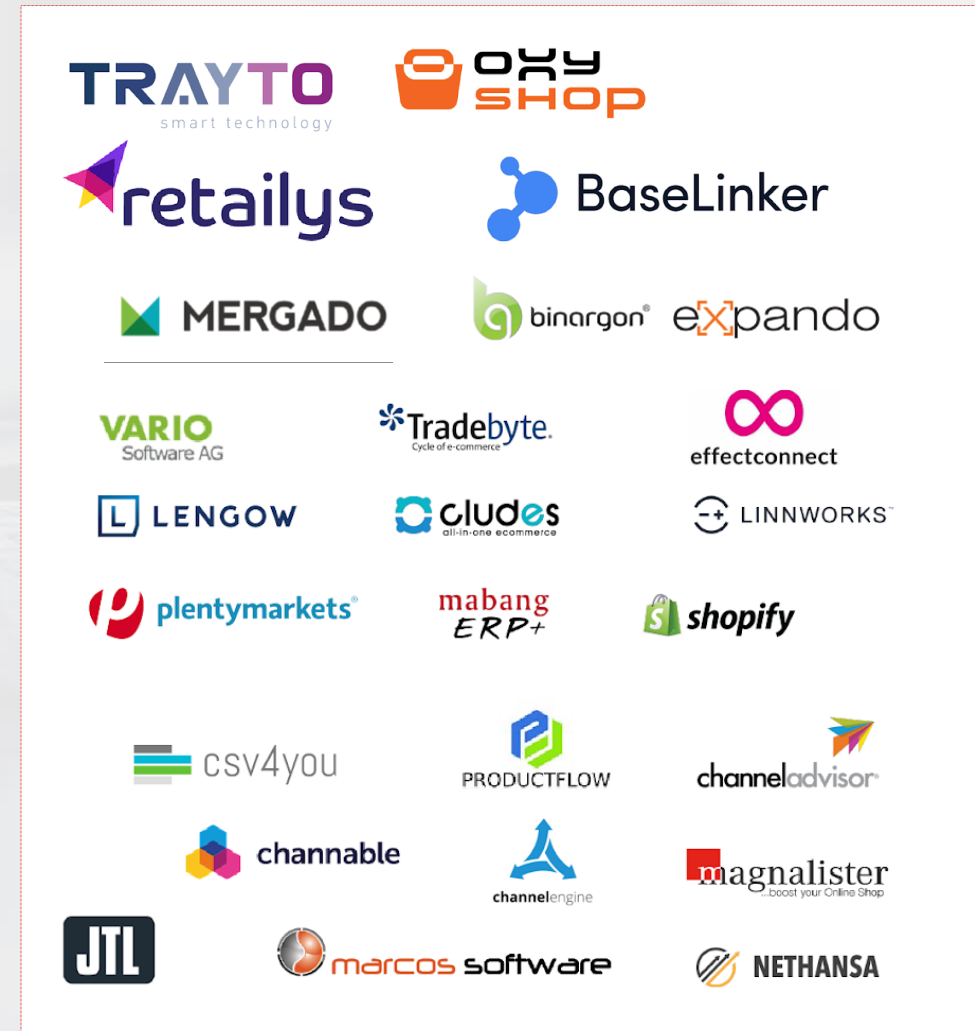 TRAYTO
smart technology
OXY
SHOP
retailys
BaseLinker
MERGADO
binargon®
expando
VARIO
Software AG
Tradebyte.
Cycle of e-commerce
effectconnect
L LENGOW
cludes
all-in-one ecommerce
LINNWORKS™
plentymarkets®
mabang
ERP+
S shopify
csv4you
PRODUCTFLOW
channeladvisor®
channable
channelengine
magnalister
...boost your Online Shop
JTL
marcos software
NETHANSA